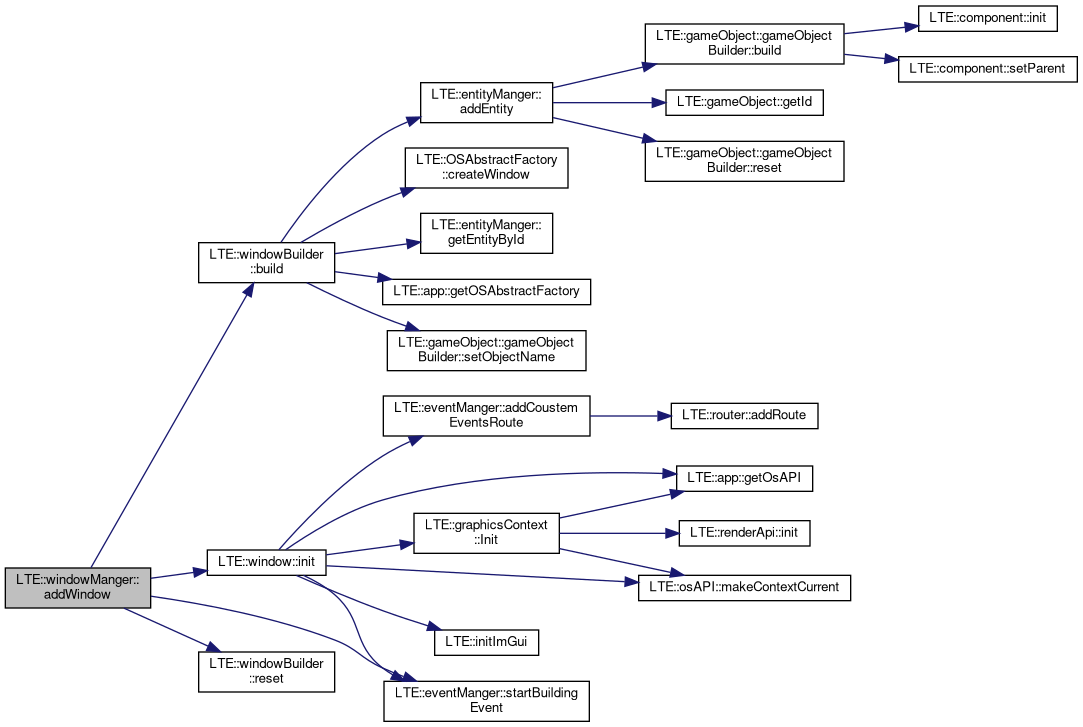 LTE::component::init
LTE::gameObject::gameObject
Builder::build
LTE::component::setParent
LTE::entityManger::
addEntity
LTE::gameObject::getId
LTE::gameObject::gameObject
Builder::reset
LTE::OSAbstractFactory
::createWindow
LTE::entityManger::
getEntityById
LTE::windowBuilder
::build
LTE::app::getOSAbstractFactory
LTE::gameObject::gameObject
Builder::setObjectName
LTE::eventManger::addCoustem
EventsRoute
LTE::router::addRoute
LTE::app::getOsAPI
LTE::graphicsContext
::Init
LTE::renderApi::init
LTE::window::init
LTE::osAPI::makeContextCurrent
LTE::windowManger::
addWindow
LTE::initImGui
LTE::windowBuilder
::reset
LTE::eventManger::startBuilding
Event